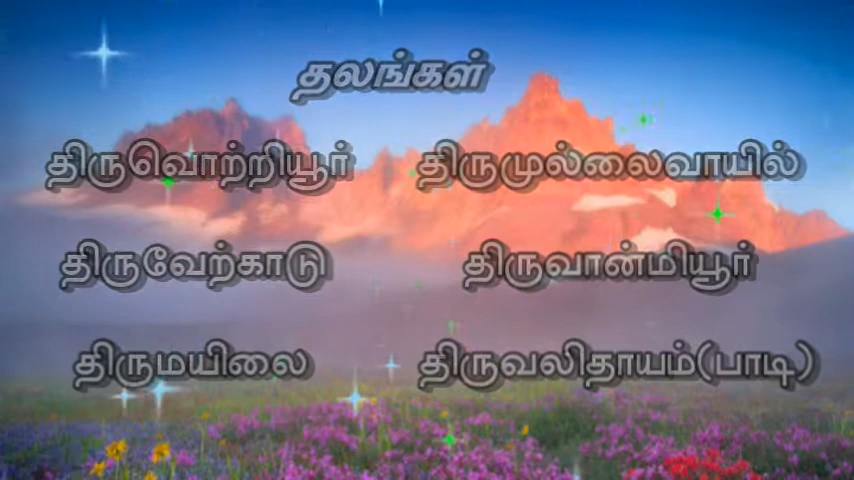 தலங்கள்
திருவொற்றியூர் திருமுல்லைவாயில்
திருவேற்காடு திருவான்மியூர்
திருமயிலை திருவலிதாயம்(பாடி)